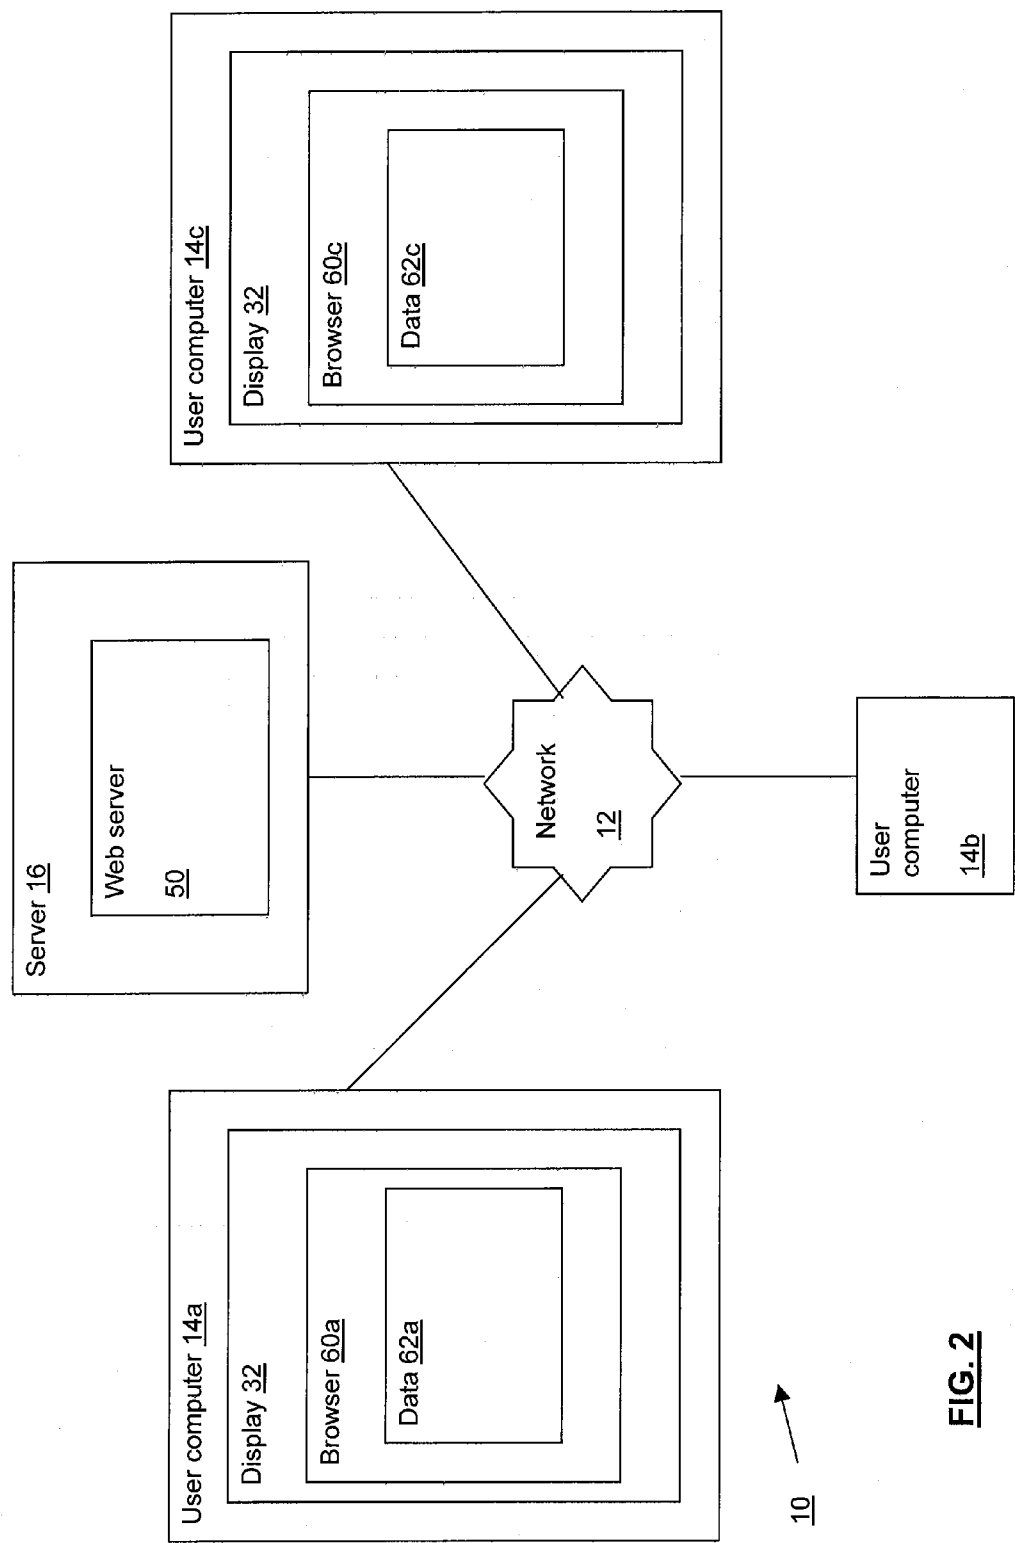 Server 16
Web server
50
User computer 14a
Display 32
Browser 60a
Data 62a
User computer 14c
Display 32
Browser 60c
Data 62c
Network
12
User
computer
14b
10
FIG. 2